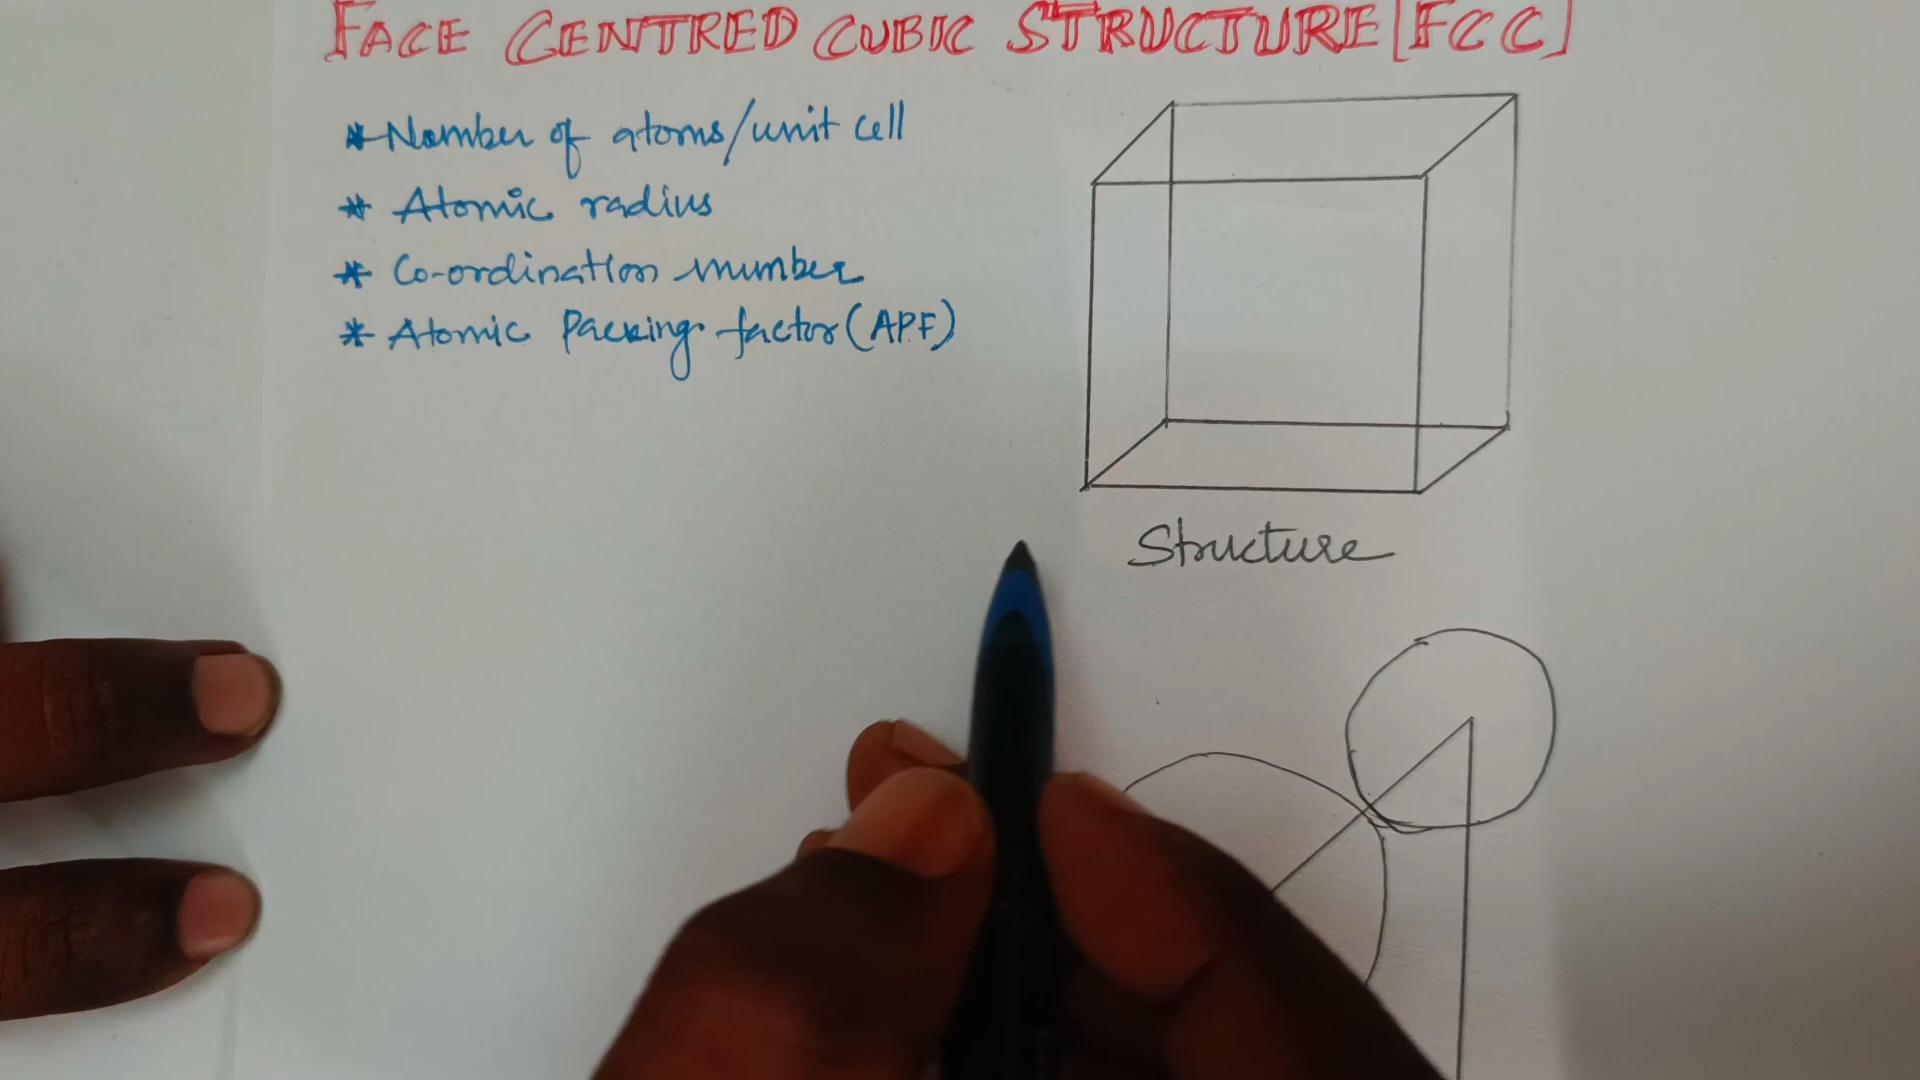 FACE CENTRED CUBIC STRUCTURE [FCC]
* Number of atoms/unit cell
* Atomic radius
* Co-ordination number
* Atomic Packing factor (APF)
Structure